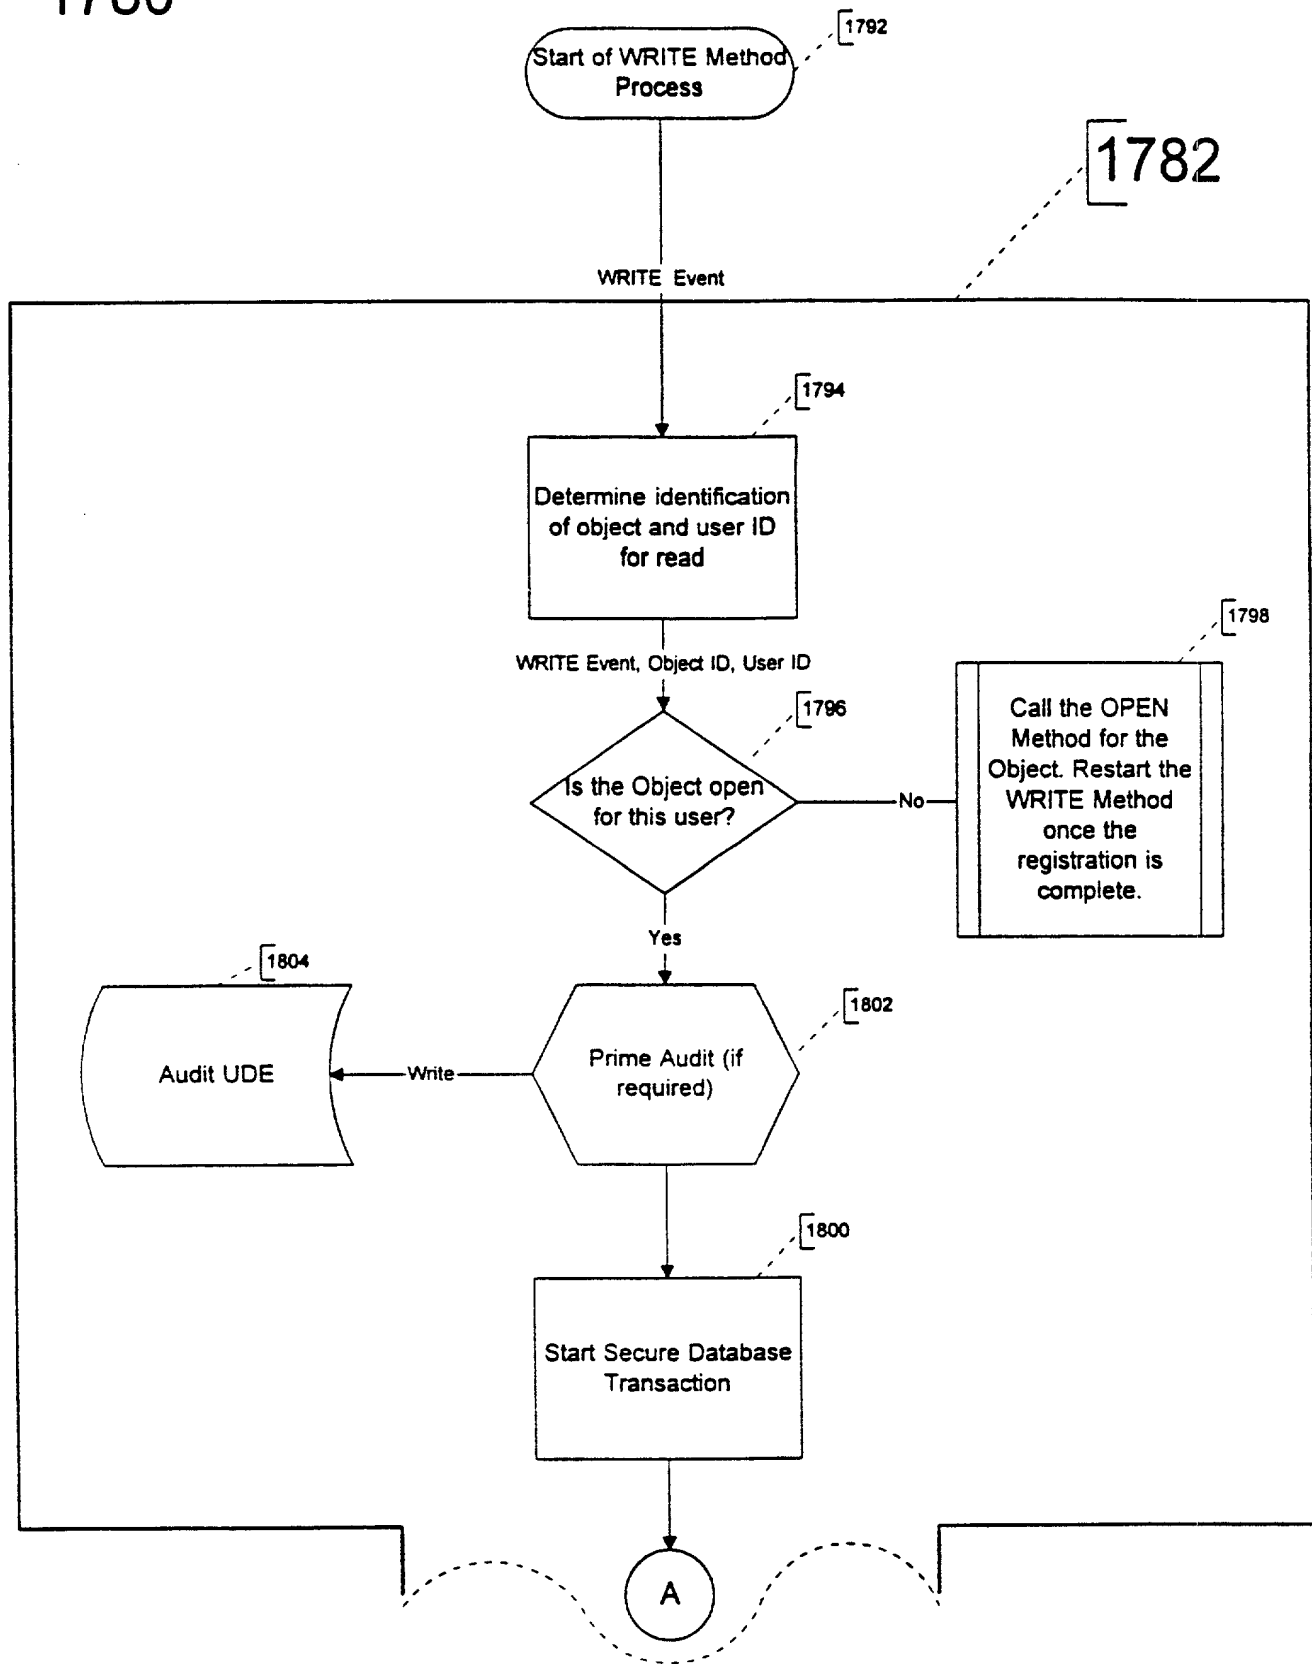 1780
Start of WRITE Method
Process
1792
1782
WRITE Event
1794
Determine identification
of object and user ID
for read
WRITE Event, Object ID, User ID
1796
Is the Object open
for this user?
No
1798
Call the OPEN
Method for the
Object. Restart the
WRITE Method
once the
registration is
complete.
Yes
1804
Audit UDE
Write
1802
Prime Audit (if
required)
1800
Start Secure Database
Transaction
A